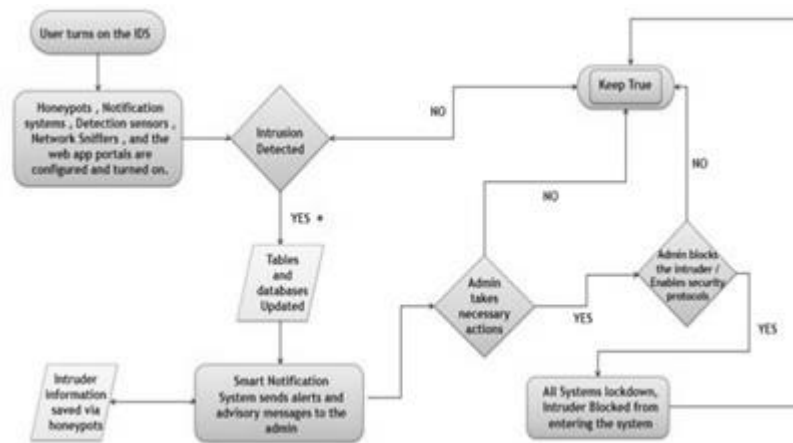 User turns on the IDS
Honeypots , Notification
systems , Detection sensors ,
Network Sniffers , and the
web app portals are
configured and turned on.
Intrusion
Detected
NO
Keep True
YES *
Tables
and
databases
Updated
NO
NO
Admin
takes
necessary
actions
YES
Admin blocks
the intruder /
Enables security
protocols
YES
Intruder
information
saved via
honeypots
Smart Notification
System sends alerts and
advisory messages to the
admin
All Systems lockdown,
Intruder Blocked from
entering the system